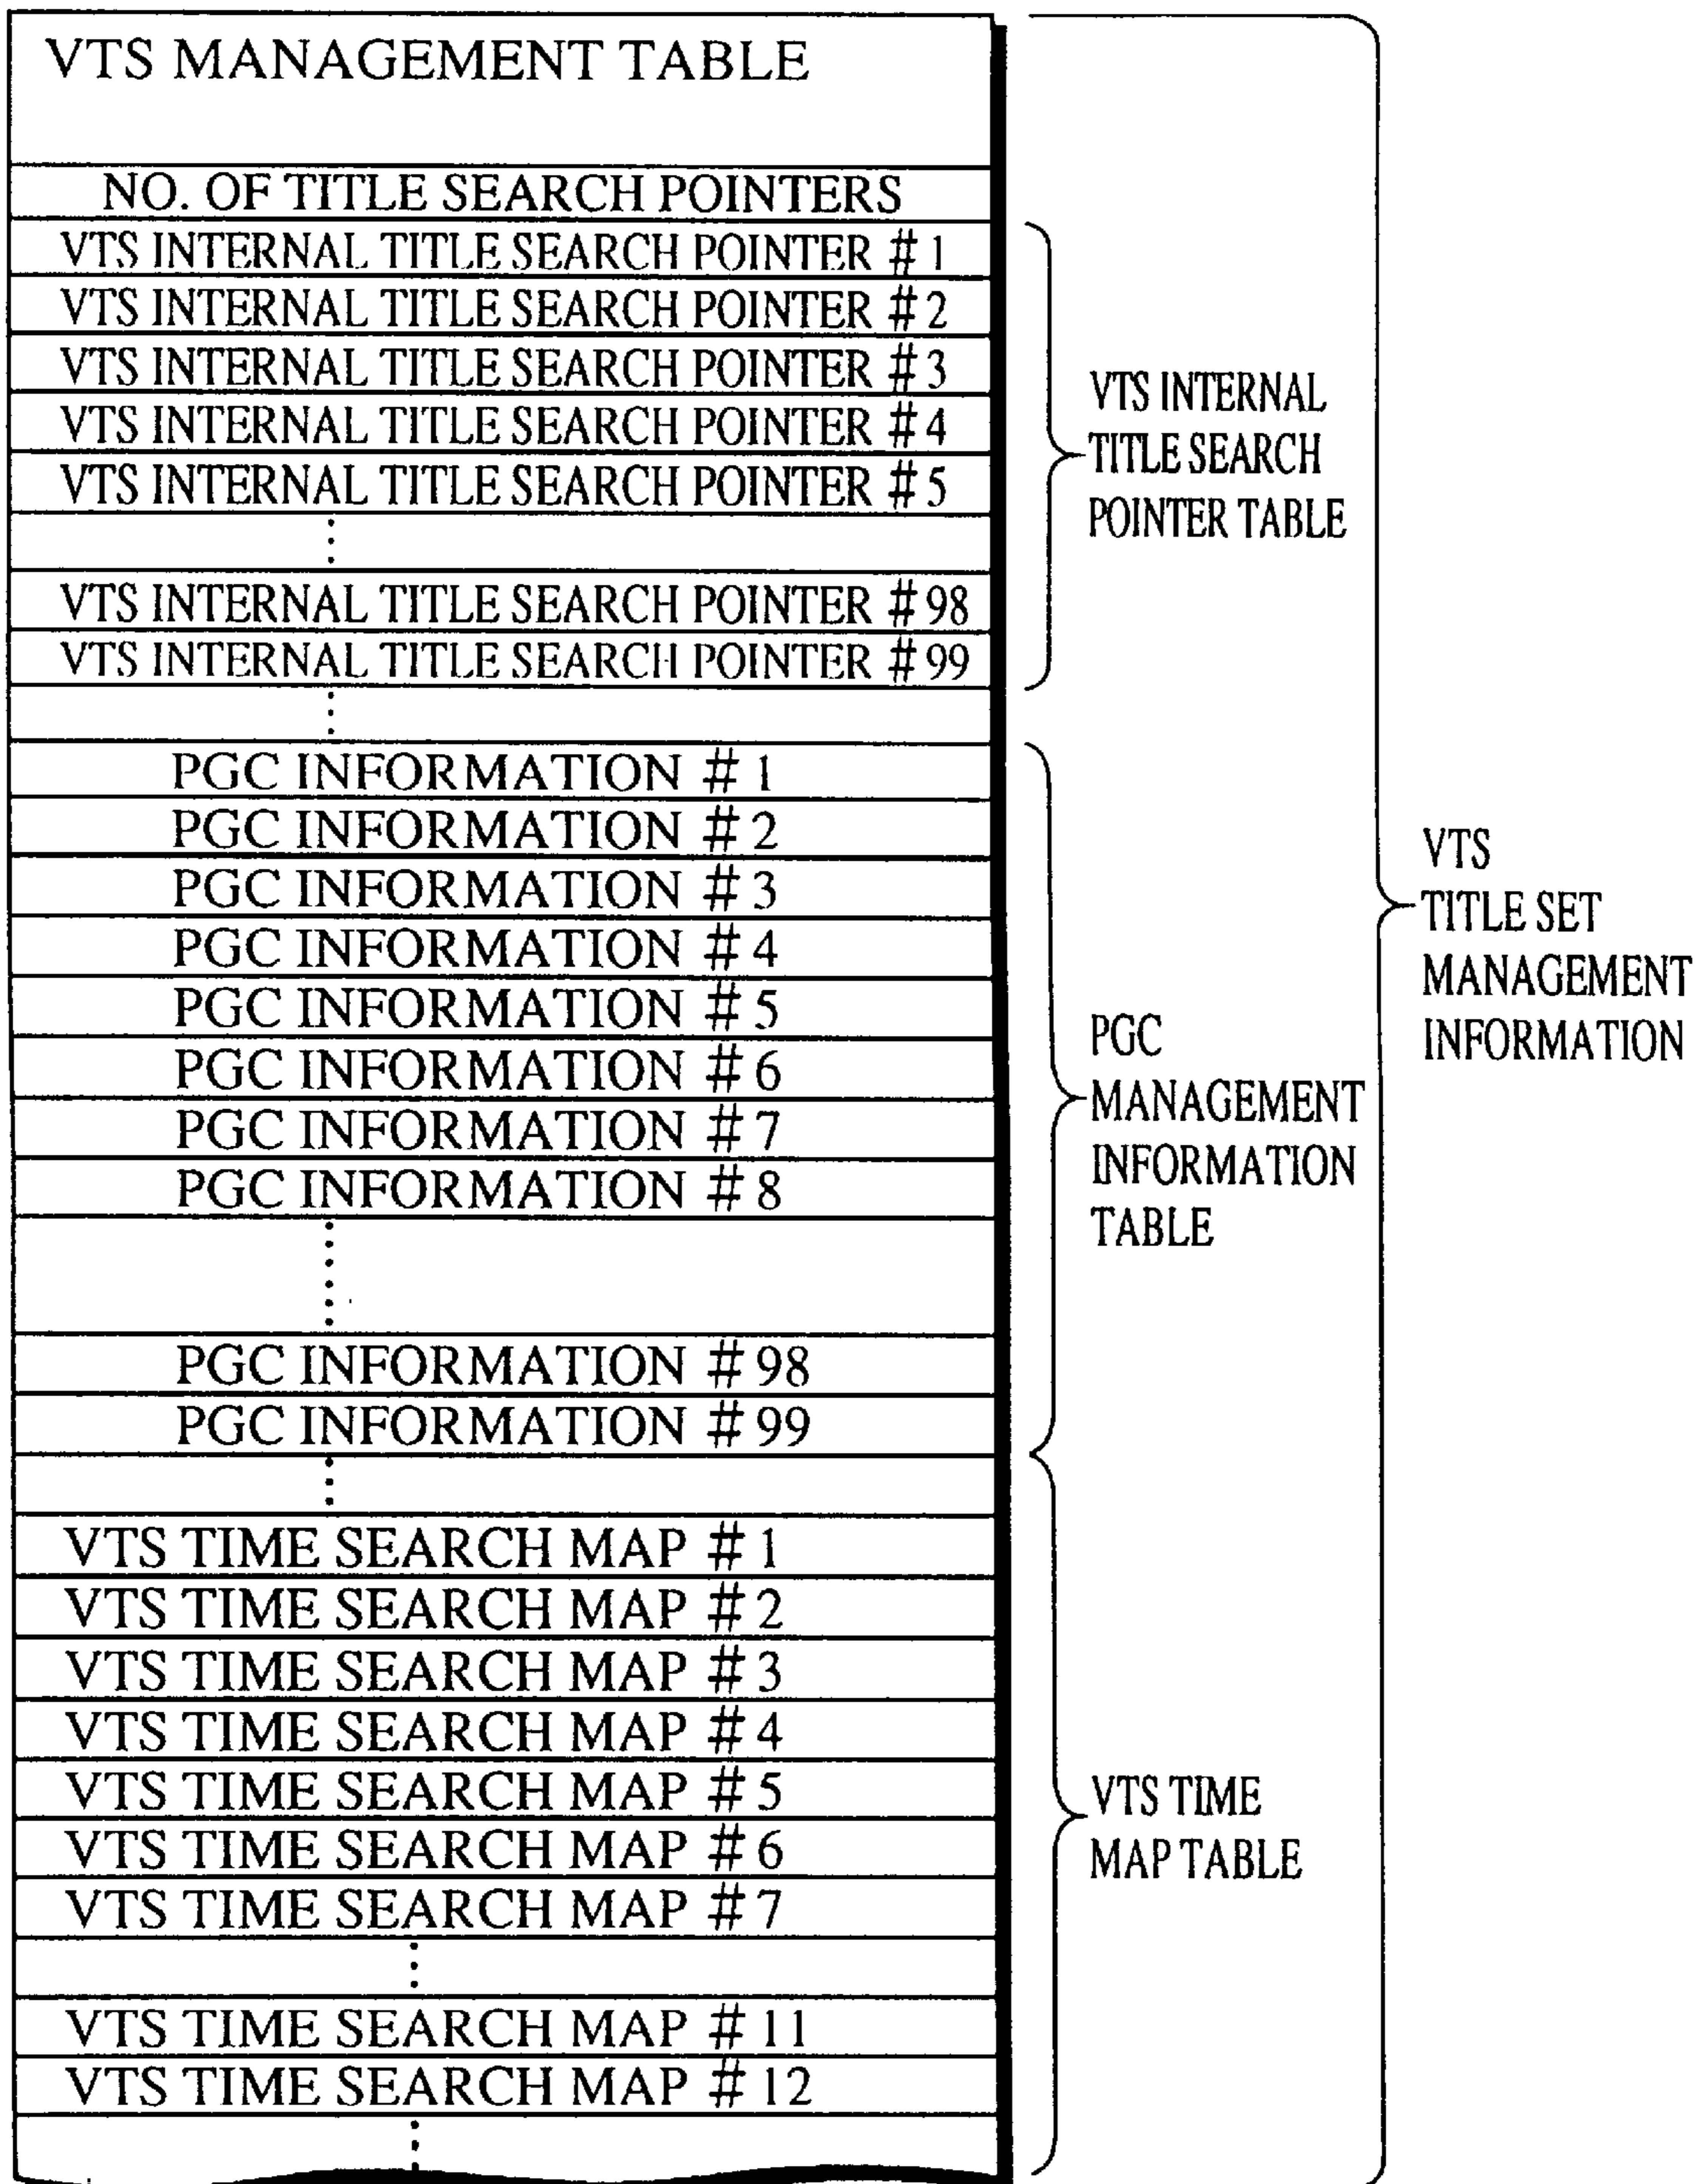 VTS MANAGEMENT TABLE
NO. OF TITLE SEARCH POINTERS
VTS INTERNAL TITLE SEARCH POINTER #1
VTS INTERNAL TITLE SEARCH POINTER #2
VTS INTERNAL TITLE SEARCH POINTER #3
VTS INTERNAL TITLE SEARCH POINTER #4
VTS INTERNAL TITLE SEARCH POINTER #5
VTS INTERNAL TITLE SEARCH POINTER #98
VTS INTERNAL TITLE SEARCH POINTER #99
VTS INTERNAL
TITLE SEARCH
POINTER TABLE
PGC INFORMATION #1
PGC INFORMATION #2
PGC INFORMATION #3
PGC INFORMATION #4
PGC INFORMATION #5
PGC INFORMATION #6
PGC INFORMATION #7
PGC INFORMATION #8
PGC INFORMATION #98
PGC INFORMATION #99
PGC
MANAGEMENT
INFORMATION
TABLE
VTS TIME SEARCH MAP #1
VTS TIME SEARCH MAP #2
VTS TIME SEARCH MAP #3
VTS TIME SEARCH MAP #4
VTS TIME SEARCH MAP #5
VTS TIME SEARCH MAP #6
VTS TIME SEARCH MAP #7
VTS TIME SEARCH MAP #11
VTS TIME SEARCH MAP #12
VTS TIME
MAP TABLE
VTS
TITLE SET
MANAGEMENT
INFORMATION